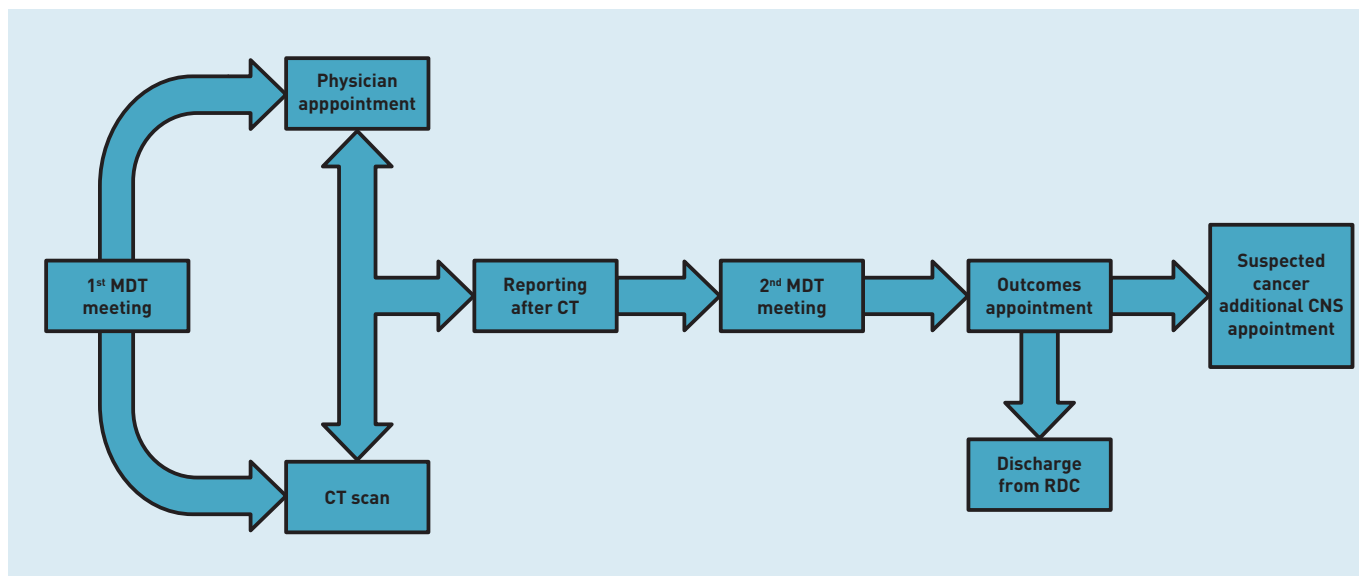 Physician
apppointment
1st MDT
meeting
Reporting
after CT
2nd MDT
meeting
Outcomes
appointment
Suspected
cancer
additional CNS
appointment
CT scan
Discharge
from RDC